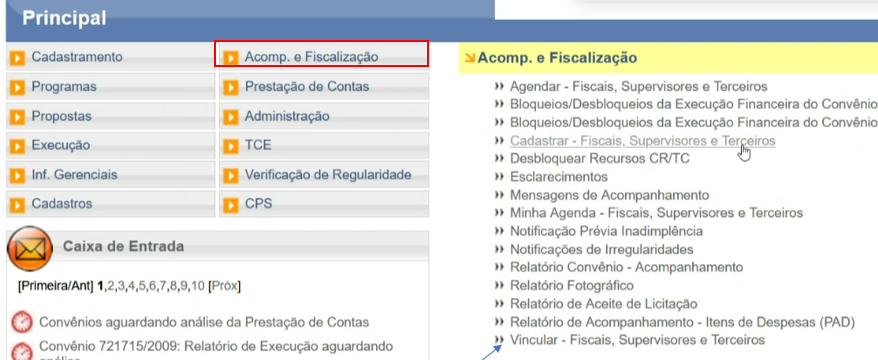 Principal
Cadastramento
Acomp. e Fiscalização
Programas
Prestação de Contas
Propostas
Administração
Execução
TCE
Inf. Gerenciais
Verificação de Regularidade
Cadastros
CPS
Caixa de Entrada
[Primeira/Ant] 1,2,3,4,5,6,7,8,9,10 [Próx]
Convênios aguardando análise da Prestação de Contas
Convênio 721715/2009: Relatório de Execução aguardando
Acomp. e Fiscalização
Agendar - Fiscais, Supervisores e Terceiros
Bloqueios/Desbloqueios da Execução Financeira do Convênio
Bloqueios/Desbloqueios da Execução Financeira do Convênio
Cadastrar - Fiscais, Supervisores e Terceiros
Desbloquear Recursos CR/TC
Esclarecimentos
Mensagens de Acompanhamento
Minha Agenda - Fiscais, Supervisores e Terceiros
Notificação Prévia Inadimplência
Notificações de Irregularidades
Relatório Convênio - Acompanhamento
Relatório Fotográfico
Relatório de Aceite de Licitação
Relatório de Acompanhamento - Itens de Despesas (PAD)
Vincular - Fiscais, Supervisores e Terceiros